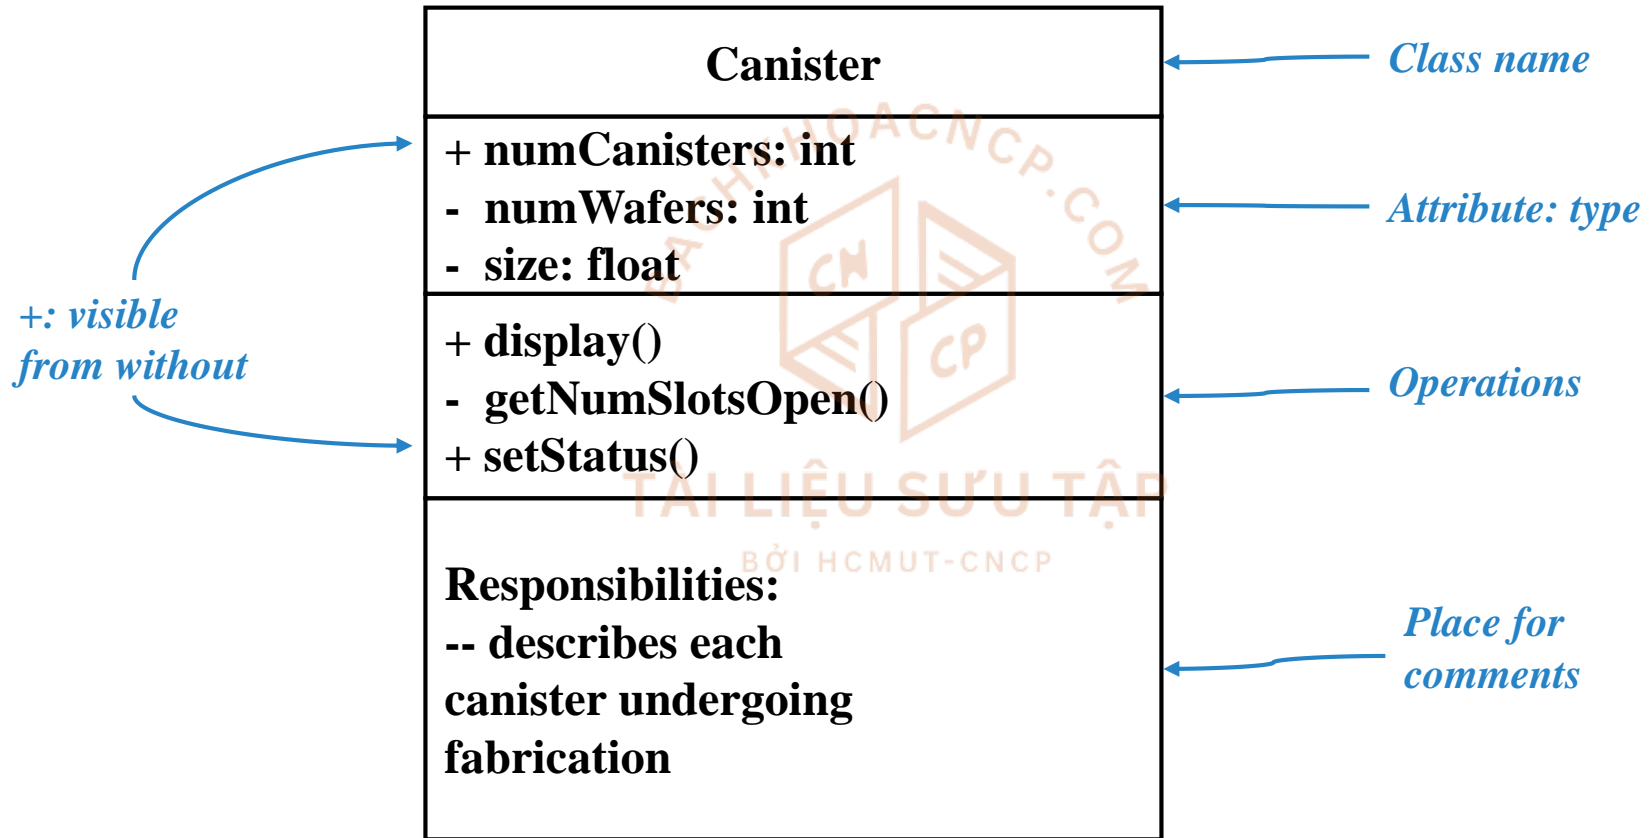 Canister
Class name
+ numCanisters: int
- numWafers: int
- size: float
Attribute: type
+: visible
from without
+ display()
- getNumSlotsOpen()
+ setStatus()
Operations
Responsibilities:
-- describes each
canister undergoing
fabrication
Place for
comments
BACHKHOACNCP.COM
CN
CP
TÀI LIỆU SƯU TẬP
BỞI HCMUT-CNCP